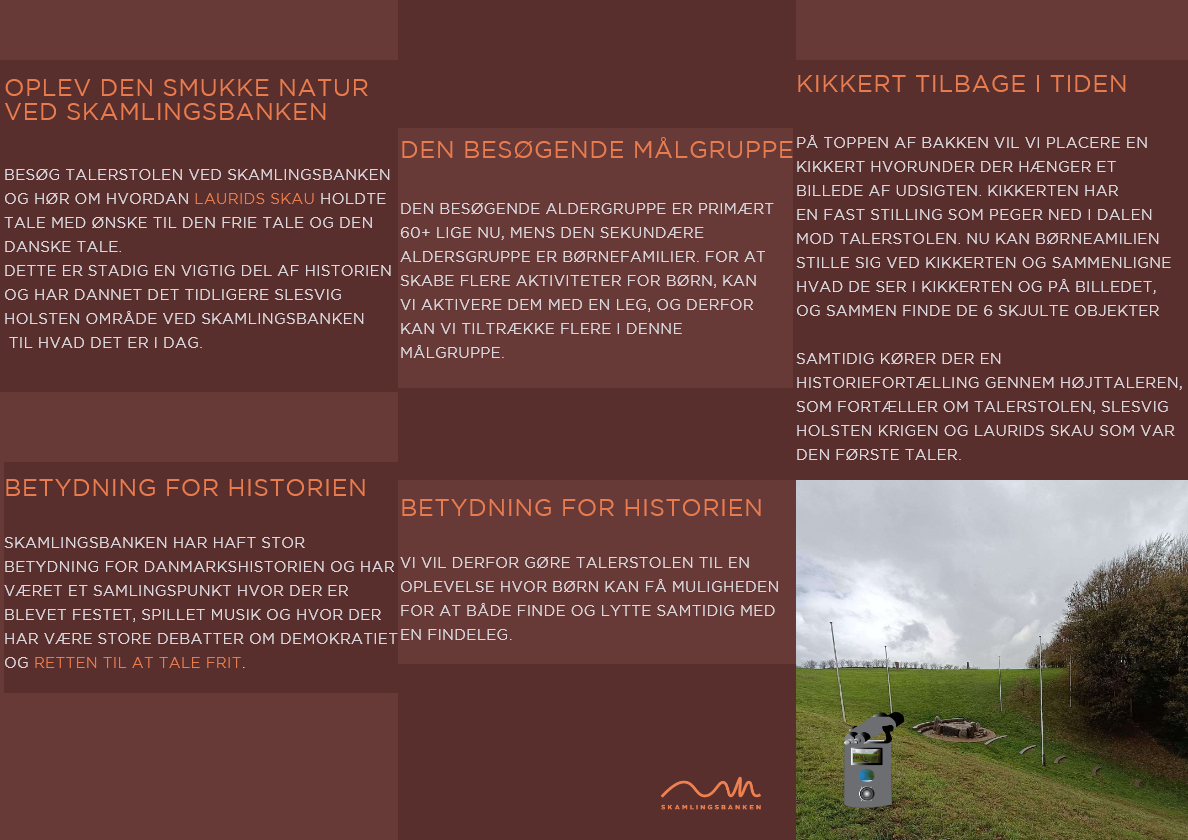 OPLEV DEN SMUKKE NATUR
VED SKAMLINGSBANKEN
BESØG TALERSTOLEN VED SKAMLINGSBANKEN
OG HØR OM HVORDAN LAURIDS SKAU HOLDTE
TALE MED ØNSKE TIL DEN FRIE TALE OG DEN
DANSKE TALE.
DETTE ER STADIG EN VIGTIG DEL AF HISTORIEN
OG HAR DANNET DET TIDLIGERE SLESVIG
HOLSTEN OMRÅDE VED SKAMLINGSBANKEN
TIL HVAD DET ER I DAG.
BETYDNING FOR HISTORIEN
SKAMLINGSBANKEN HAR HAFT STOR
BETYDNING FOR DANMARKSHISTORIEN OG HAR
VÆRET ET SAMLINGSPUNKT HVOR DER ER
BLEVET FESTET, SPILLET MUSIK OG HVOR DER
HAR VÆRE STORE DEBATTER OM DEMOKRATIET
OG RETTEN TIL AT TALE FRIT.
DEN BESØGENDE MÅLGRUPPE
DEN BESØGENDE ALDERGRUPPE ER PRIMÆRT
60+ LIGE NU, MENS DEN SEKUNDÆRE
ALDERSGRUPPE ER BØRNEFAMILIER. FOR AT
SKABE FLERE AKTIVITETER FOR BØRN, KAN
VI AKTIVERE DEM MED EN LEG, OG DERFOR
KAN VI TILTRÆKKE FLERE I DENNE
MÅLGRUPPE.
BETYDNING FOR HISTORIEN
VI VIL DERFOR GØRE TALERSTOLEN TIL EN
OPLEVELSE HVOR BØRN KAN FÅ MULIGHEDEN
FOR AT BÅDE FINDE OG LYTTE SAMTIDIG MED
EN FINDELEG.
SKAMLINGSBANKEN
KIKKERT TILBAGE I TIDEN
PÅ TOPPEN AF BAKKEN VIL VI PLACERE EN
KIKKERT HVORUNDER DER HÆNGER ET
BILLEDE AF UDSIGTEN. KIKKERTEN HAR
EN FAST STILLING SOM PEGER NED I DALEN
MOD TALERSTOLEN. NU KAN BØRNEAMILIEN
STILLE SIG VED KIKKERTEN OG SAMMENLIGNE
HVAD DE SER I KIKKERTEN OG PÅ BILLEDET,
OG SAMMEN FINDE DE 6 SKJULTE OBJEKTER
SAMTIDIG KØRER DER EN
HISTORIEFORTÆLLING GENNEM HØJTTALEREN,
SOM FORTÆLLER OM TALERSTOLEN, SLESVIG
HOLSTEN KRIGEN OG LAURIDS SKAU SOM VAR
DEN FØRSTE TALER.